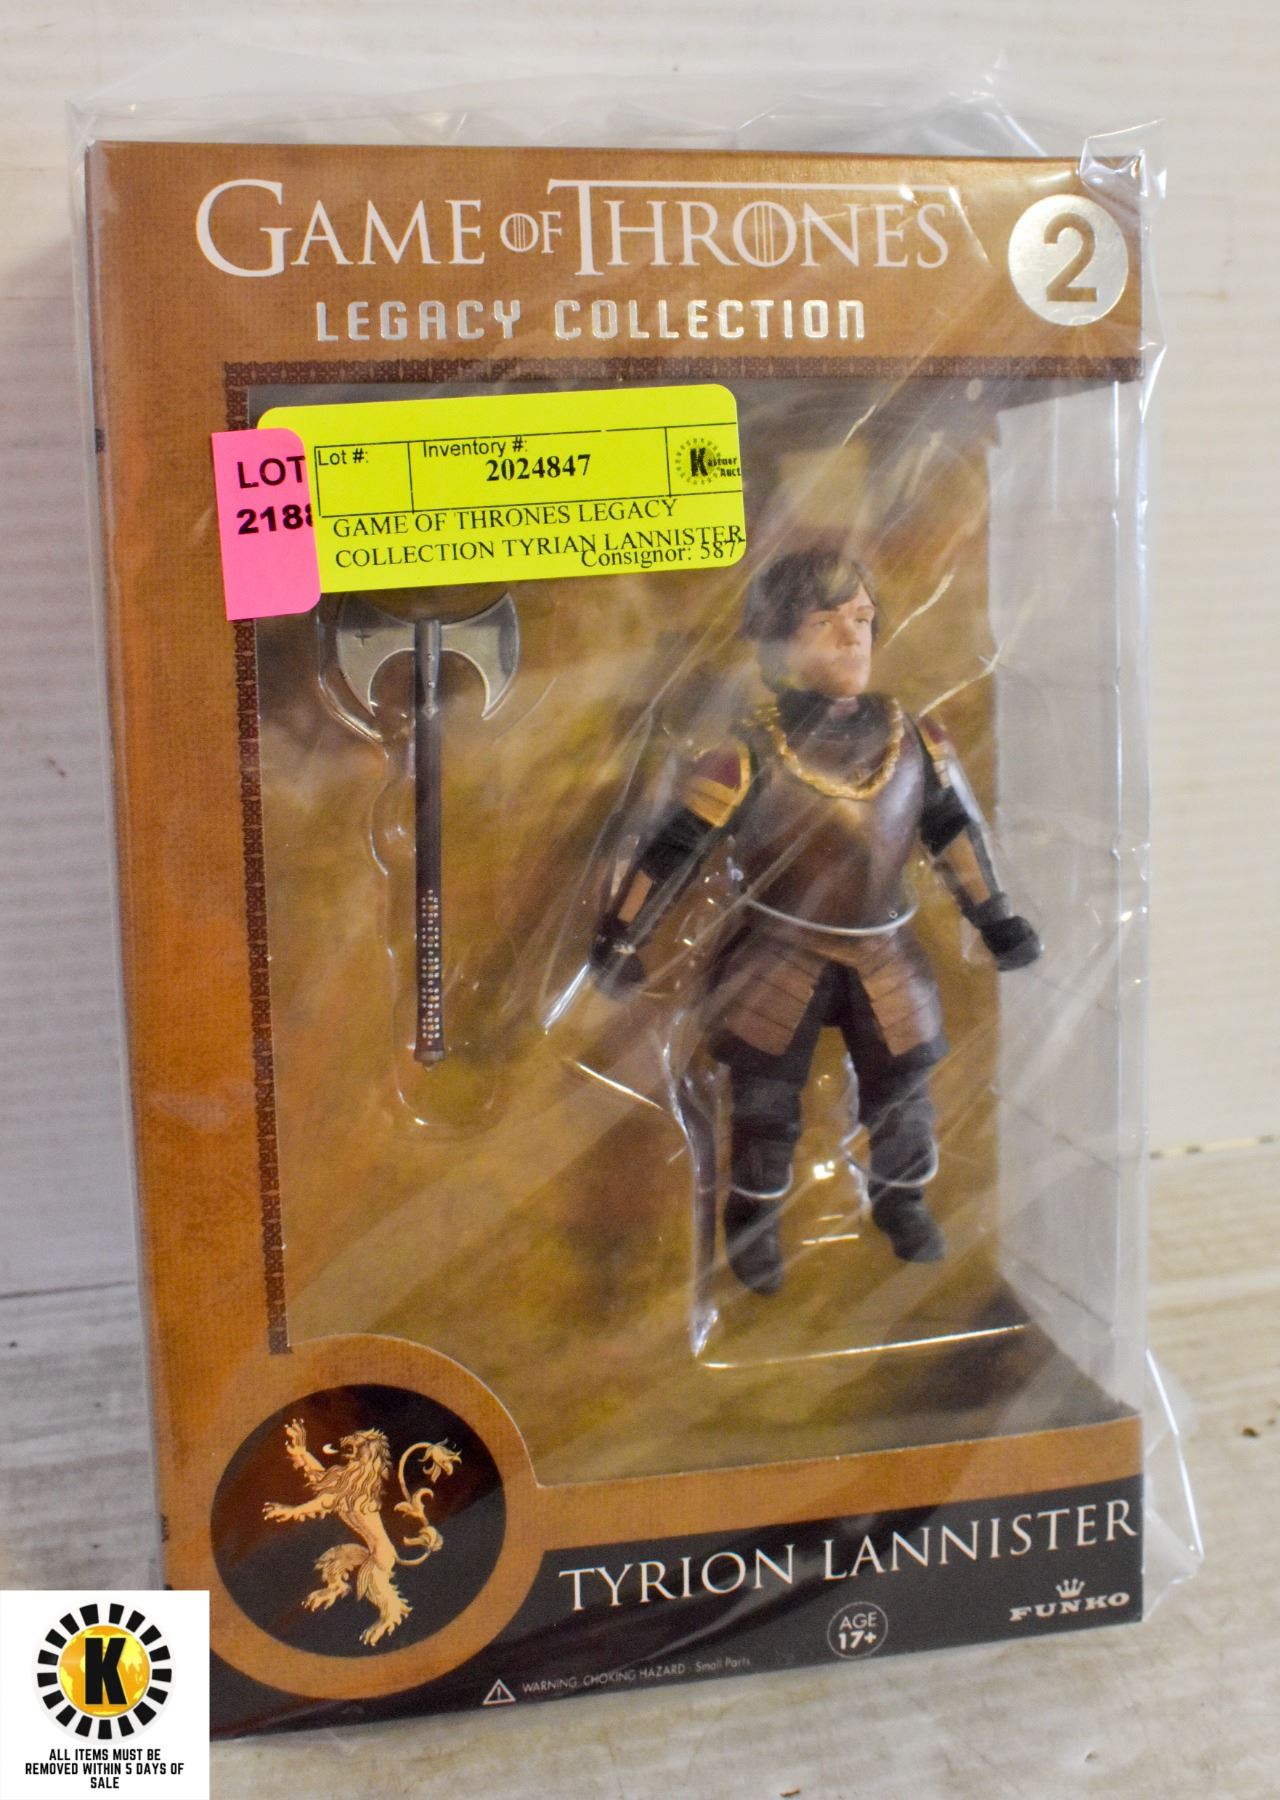 GAME OF THRONES
LEGACY COLLECTION
2
LOT
Lot #:
Inventory #:
2024847
K
GAME OF THRONES LEGACY
COLLECTION TYRIAN LANNISTER
Consignor: 587
TYRION LANNISTER
FUNKO
AGE
17+
WARNING: CHOKING HAZARD - Small Parts
K
ALL ITEMS MUST BE
REMOVED WITHIN 5 DAYS OF
SALE